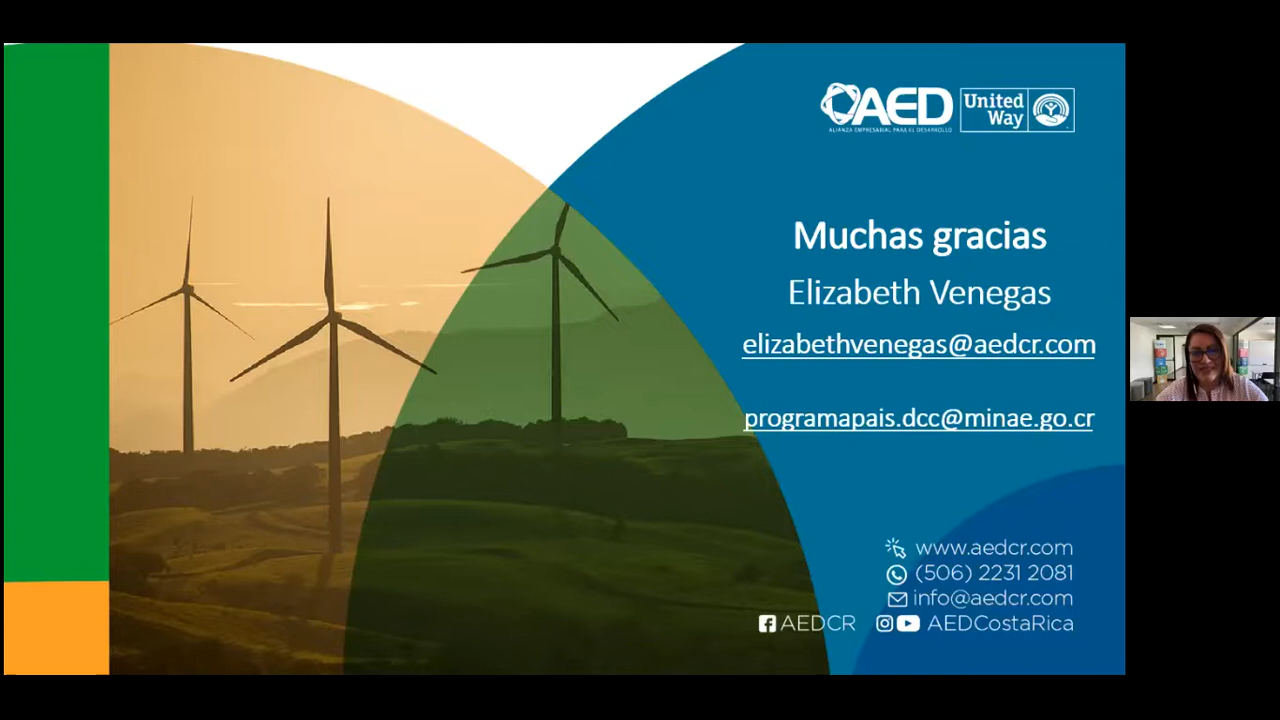 AED
ALIANZA EMPRESARIAL PARA EL DESARROLLO
United
Way
Muchas gracias
Elizabeth Venegas
elizabethvenegas@aedcr.com
programapais.dcc@minae.go.cr
www.aedcr.com
(506) 2231 2081
info@aedcr.com
AEDCR AEDCostaRica